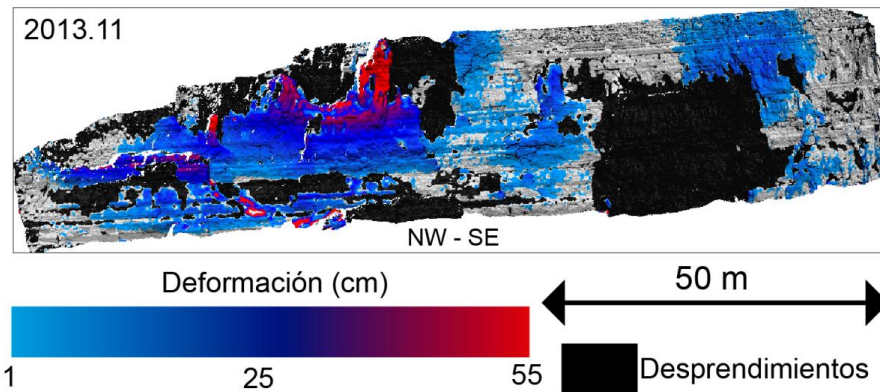 2013.11
NW - SE
Deformación (cm)
50 m
1 25 55
Desprendimientos